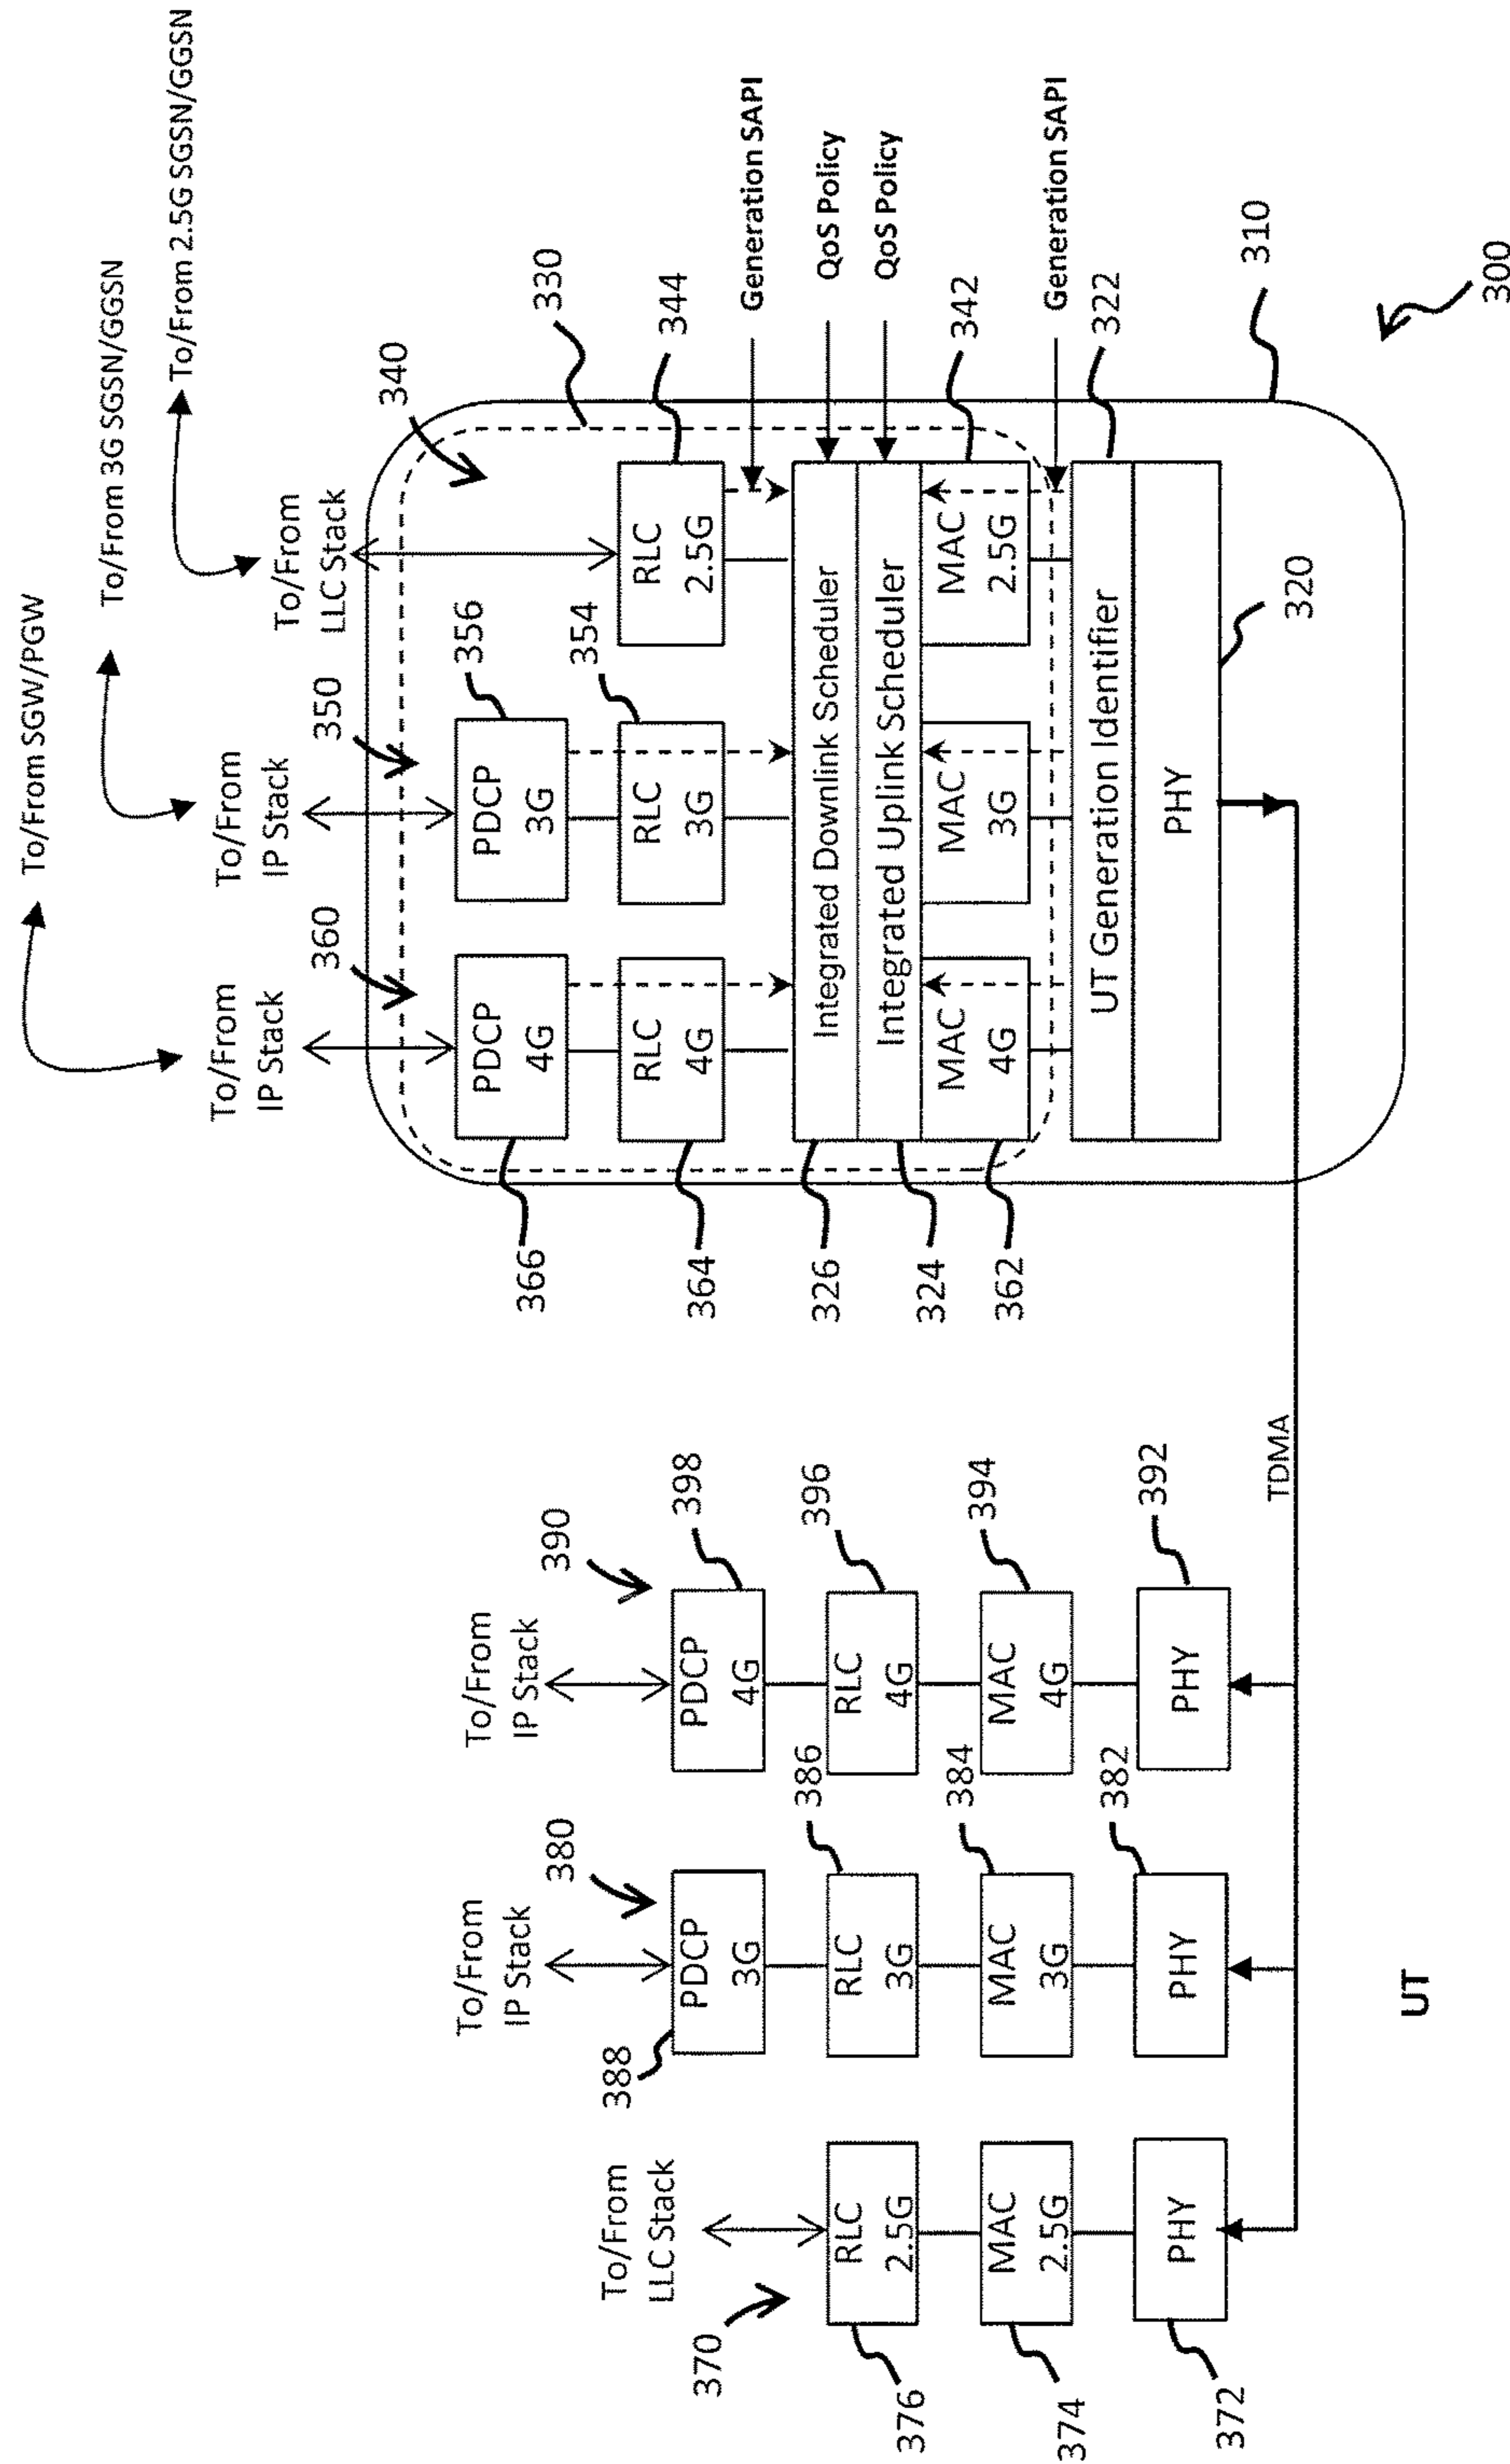 To/From SGW/PGW
To/From 3G SGSN/GGSN
To/From 2.5G SGSN/GGSN
To/From
IP Stack
To/From
IP Stack
To/From
LLC Stack
360
350
340
330
PDCP
4G
PDCP
3G
356
366
RLC
4G
RLC
3G
354
RLC
2.5G
344
364
Generation SAPI
Integrated Downlink Scheduler
QoS Policy
326
Integrated Uplink Scheduler
QoS Policy
324
MAC
4G
MAC
3G
MAC
2.5G
342
362
Generation SAPI
UT Generation Identifier
322
PHY
320
310
300
To/From
LLC Stack
To/From
IP Stack
To/From
IP Stack
370
380
390
PDCP
3G
388
PDCP
4G
398
RLC
2.5G
376
RLC
3G
386
RLC
4G
396
MAC
2.5G
374
MAC
3G
384
MAC
4G
394
PHY
372
PHY
382
PHY
392
TDMA
UT